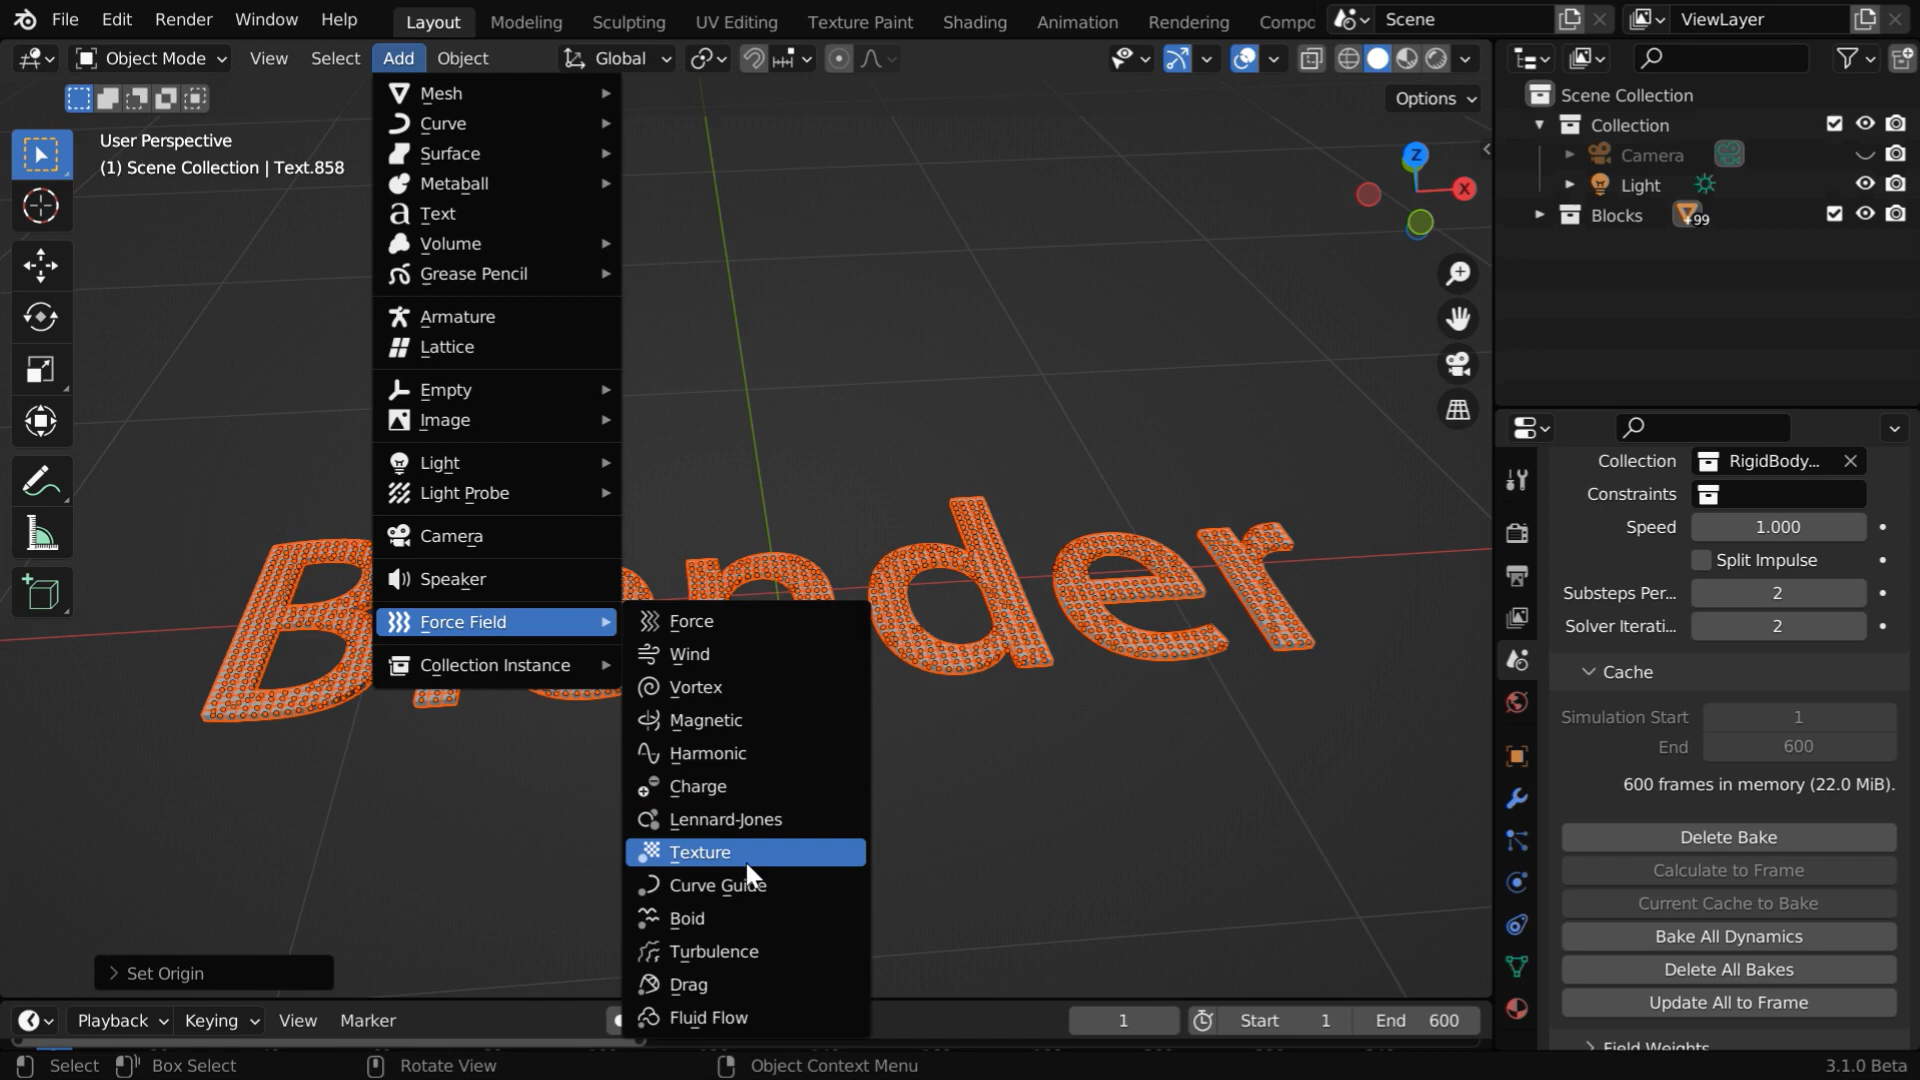 File Edit Render Window Help Layout Modeling Sculpting UV Editing Texture Paint Shading Animation Rendering Compo Scene ViewLayer
Object Mode View Select Add Object Global
Options
User Perspective
(1) Scene Collection | Text.858
Mesh
Curve
Surface
Metaball
Text
Volume
Grease Pencil
Armature
Lattice
Empty
Image
Light
Light Probe
Camera
Speaker
Force Field
Collection Instance
Force
Wind
Vortex
Magnetic
Harmonic
Charge
Lennard-Jones
Texture
Curve Guide
Boid
Turbulence
Drag
Fluid Flow
Z
X
B nder
Set Origin
Scene Collection
Collection
Camera
Light
Blocks +99
Collection RigidBody...
Constraints
Speed 1.000
Split Impulse
Substeps Per... 2
Solver Iterati... 2
Cache
Simulation Start 1
End 600
600 frames in memory (22.0 MiB).
Delete Bake
Calculate to Frame
Current Cache to Bake
Bake All Dynamics
Delete All Bakes
Update All to Frame
Field Weights
Playback Keying View Marker 1 Start 1 End 600
Select Box Select Rotate View Object Context Menu 3.1.0 Beta